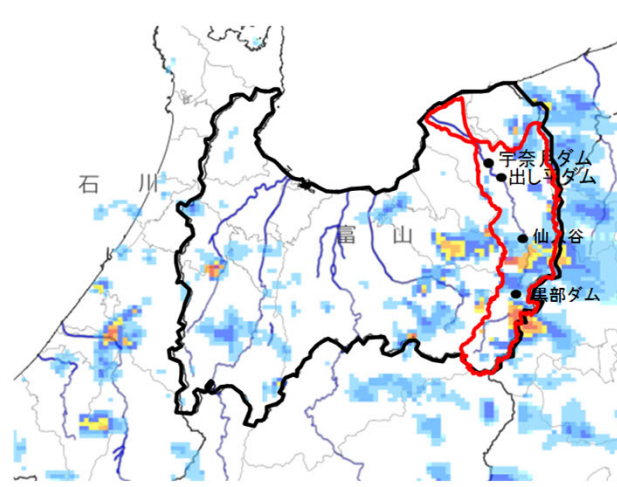 宇奈月ダム
出し平ダム
石川
富山
仙人谷
黒部ダム